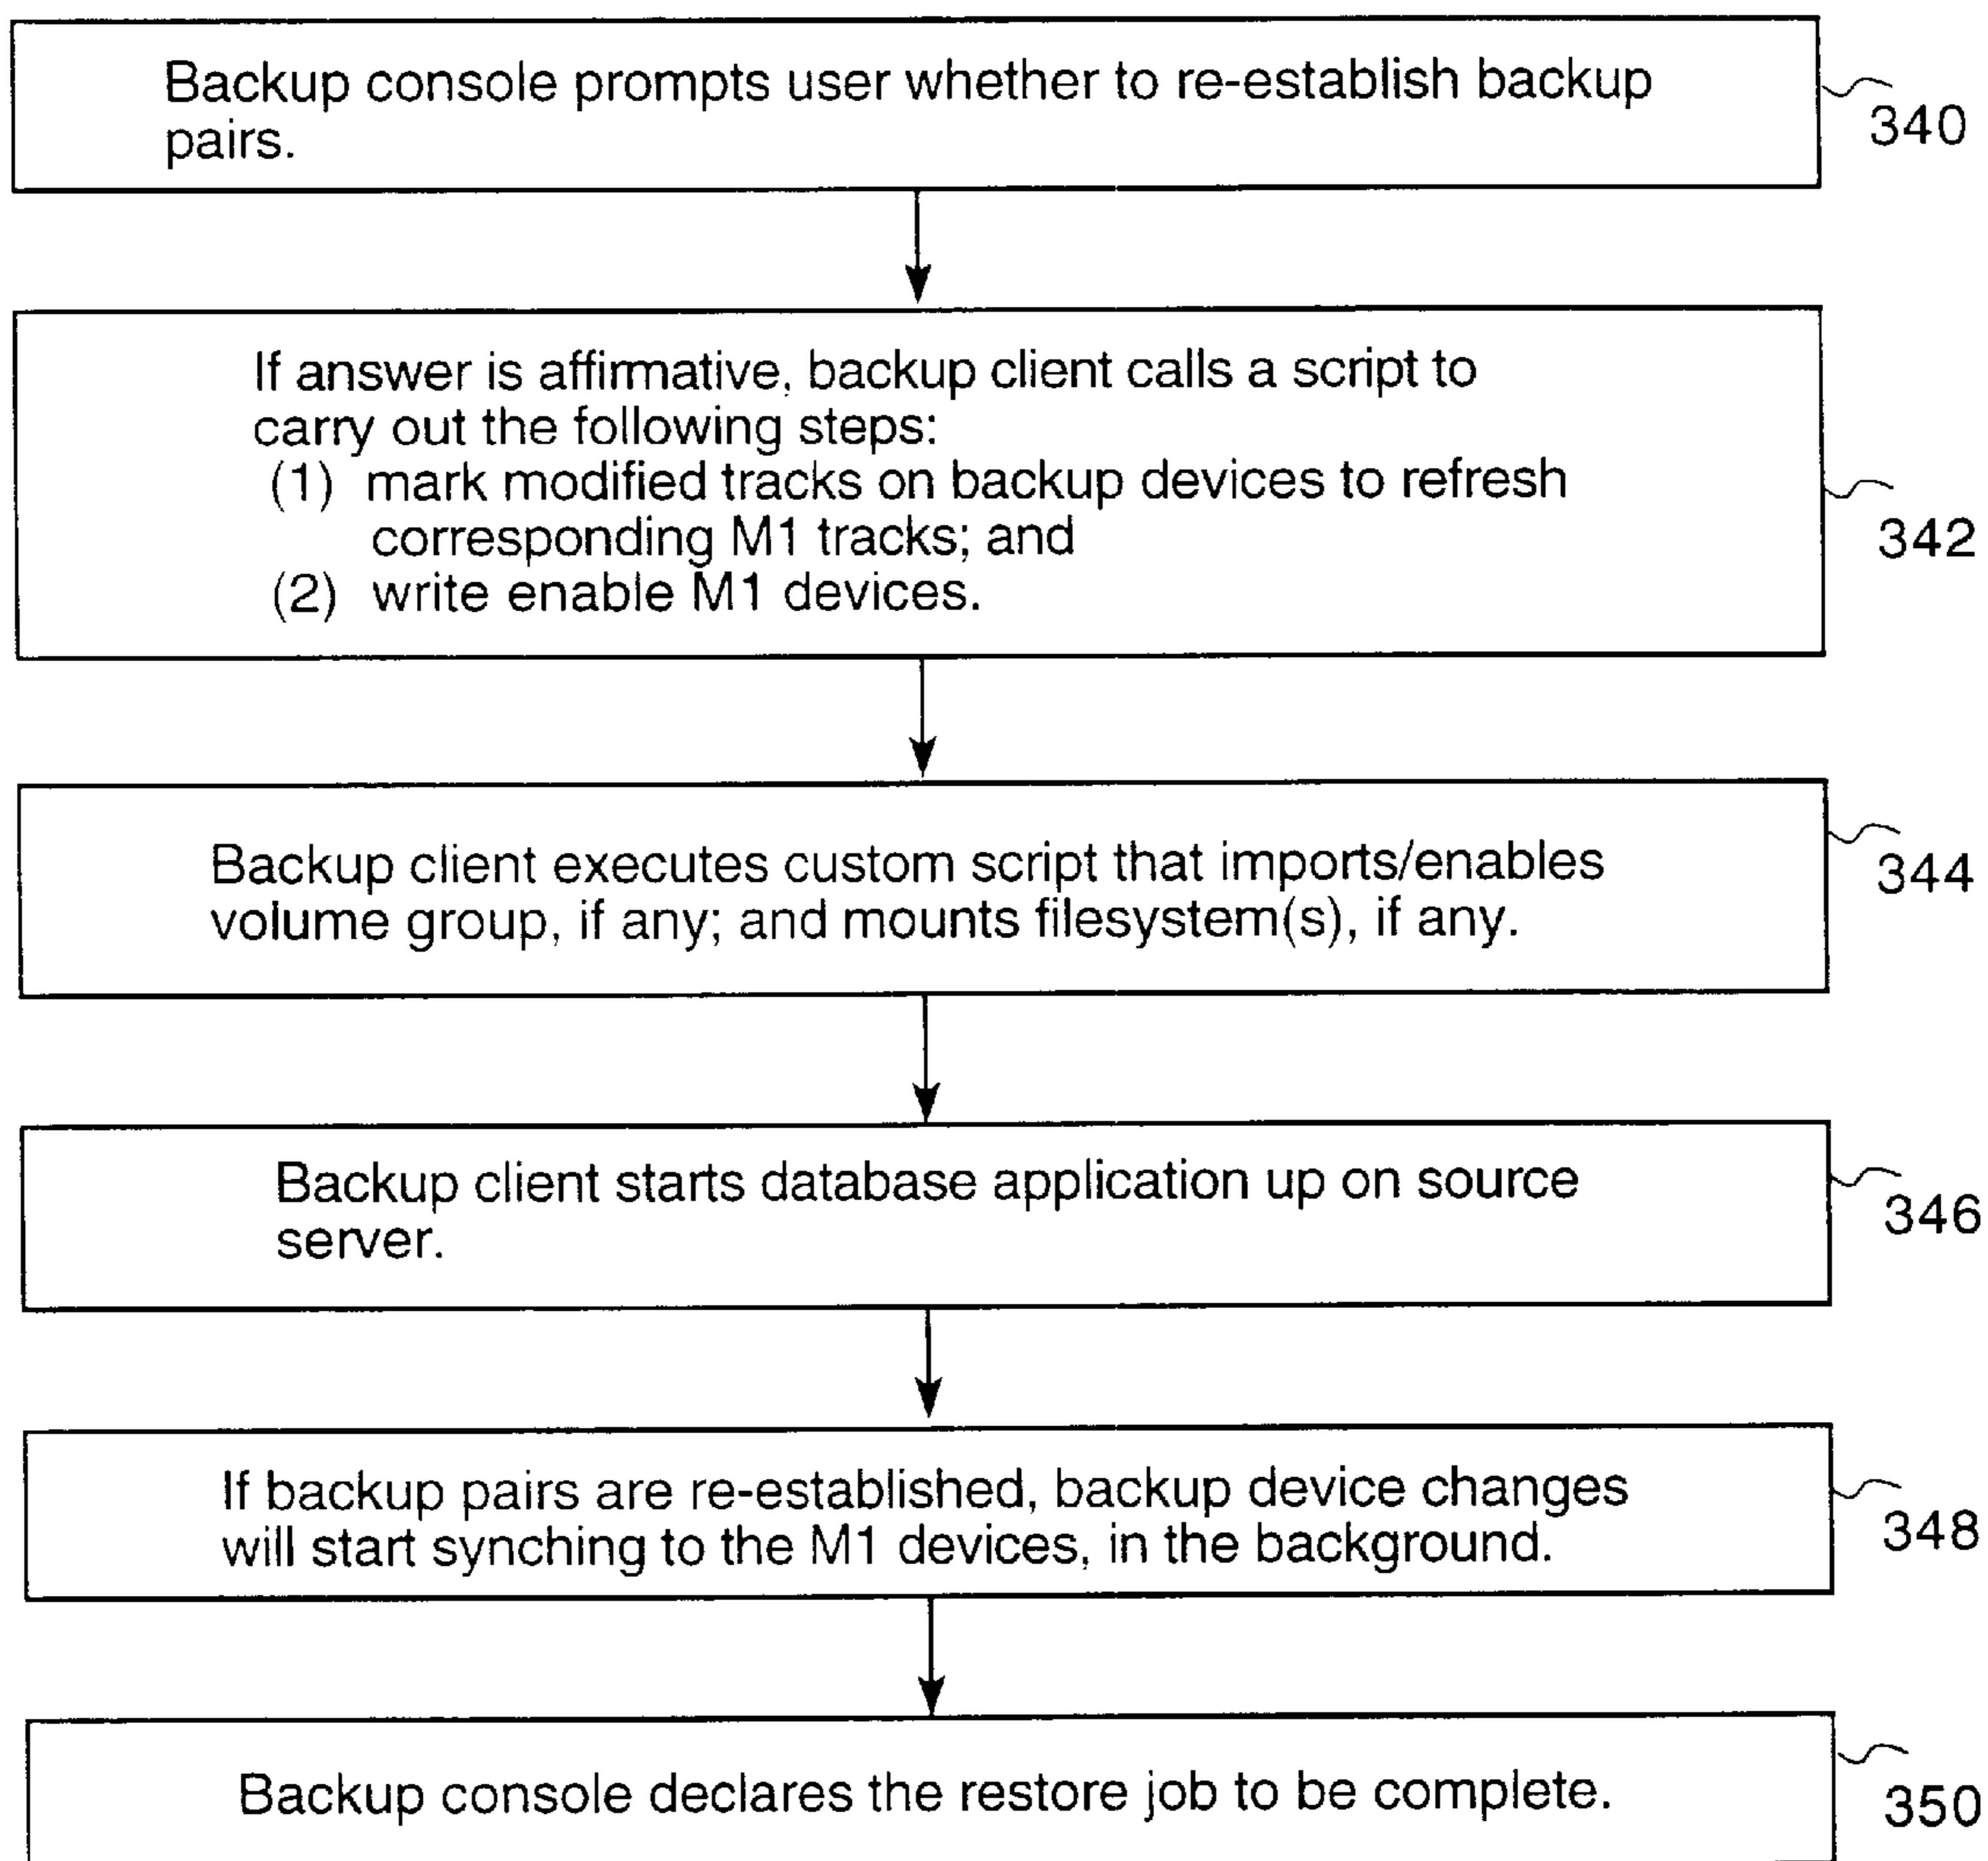 Backup console prompts user whether to re-establish backup
pairs.
340
If answer is affirmative, backup client calls a script to
carry out the following steps:
(1) mark modified tracks on backup devices to refresh
corresponding M1 tracks; and
(2) write enable M1 devices.
342
Backup client executes custom script that imports/enables
volume group, if any; and mounts filesystem(s), if any.
344
Backup client starts database application up on source
server.
346
If backup pairs are re-established, backup device changes
will start synching to the M1 devices, in the background.
348
Backup console declares the restore job to be complete.
350